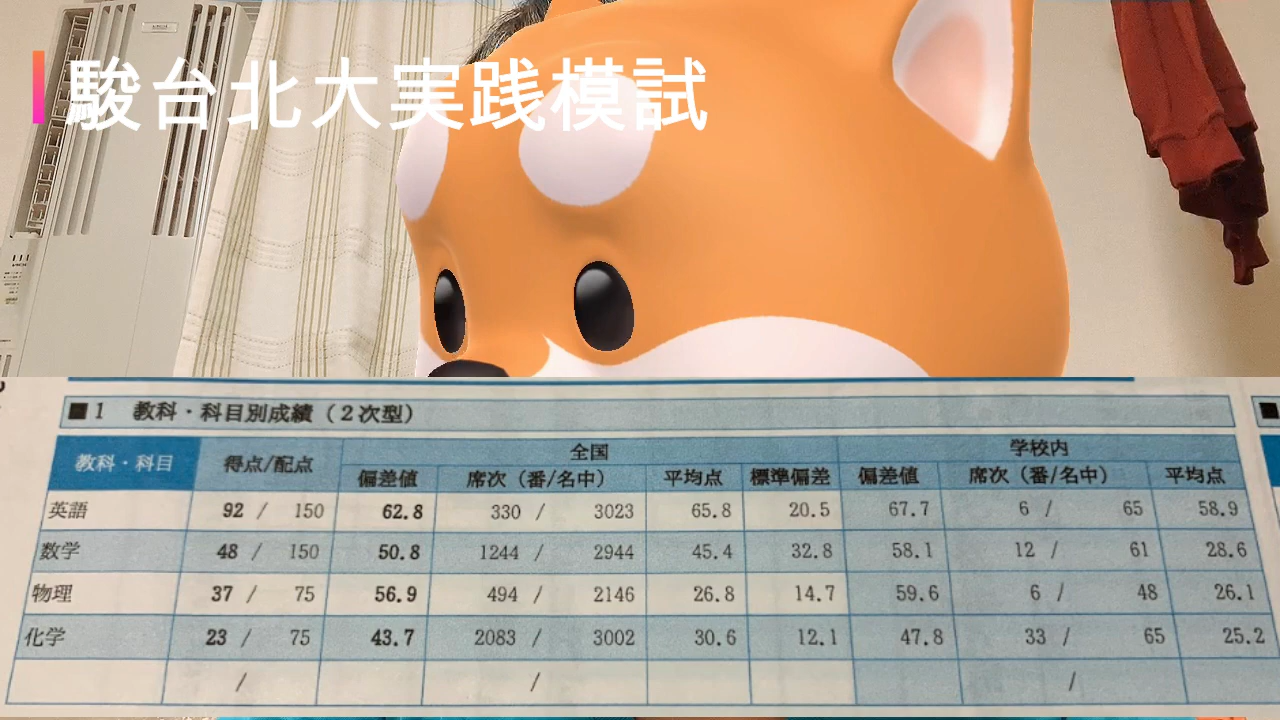 駿台北大実践模試
■1 教科・科目別成績（2次型）
教科・科目 得点/配点 全国 学校内
偏差値 席次（番/名中） 平均点 標準偏差 偏差値 席次（番/名中） 平均点
英語 92 / 150 62.8 330 / 3023 65.8 20.5 67.7 6 / 65 58.9
数学 48 / 150 50.8 1244 / 2944 45.4 32.8 58.1 12 / 61 28.6
物理 37 / 75 56.9 494 / 2146 26.8 14.7 59.6 6 / 48 26.1
化学 23 / 75 43.7 2083 / 3002 30.6 12.1 47.8 33 / 65 25.2
/ / /